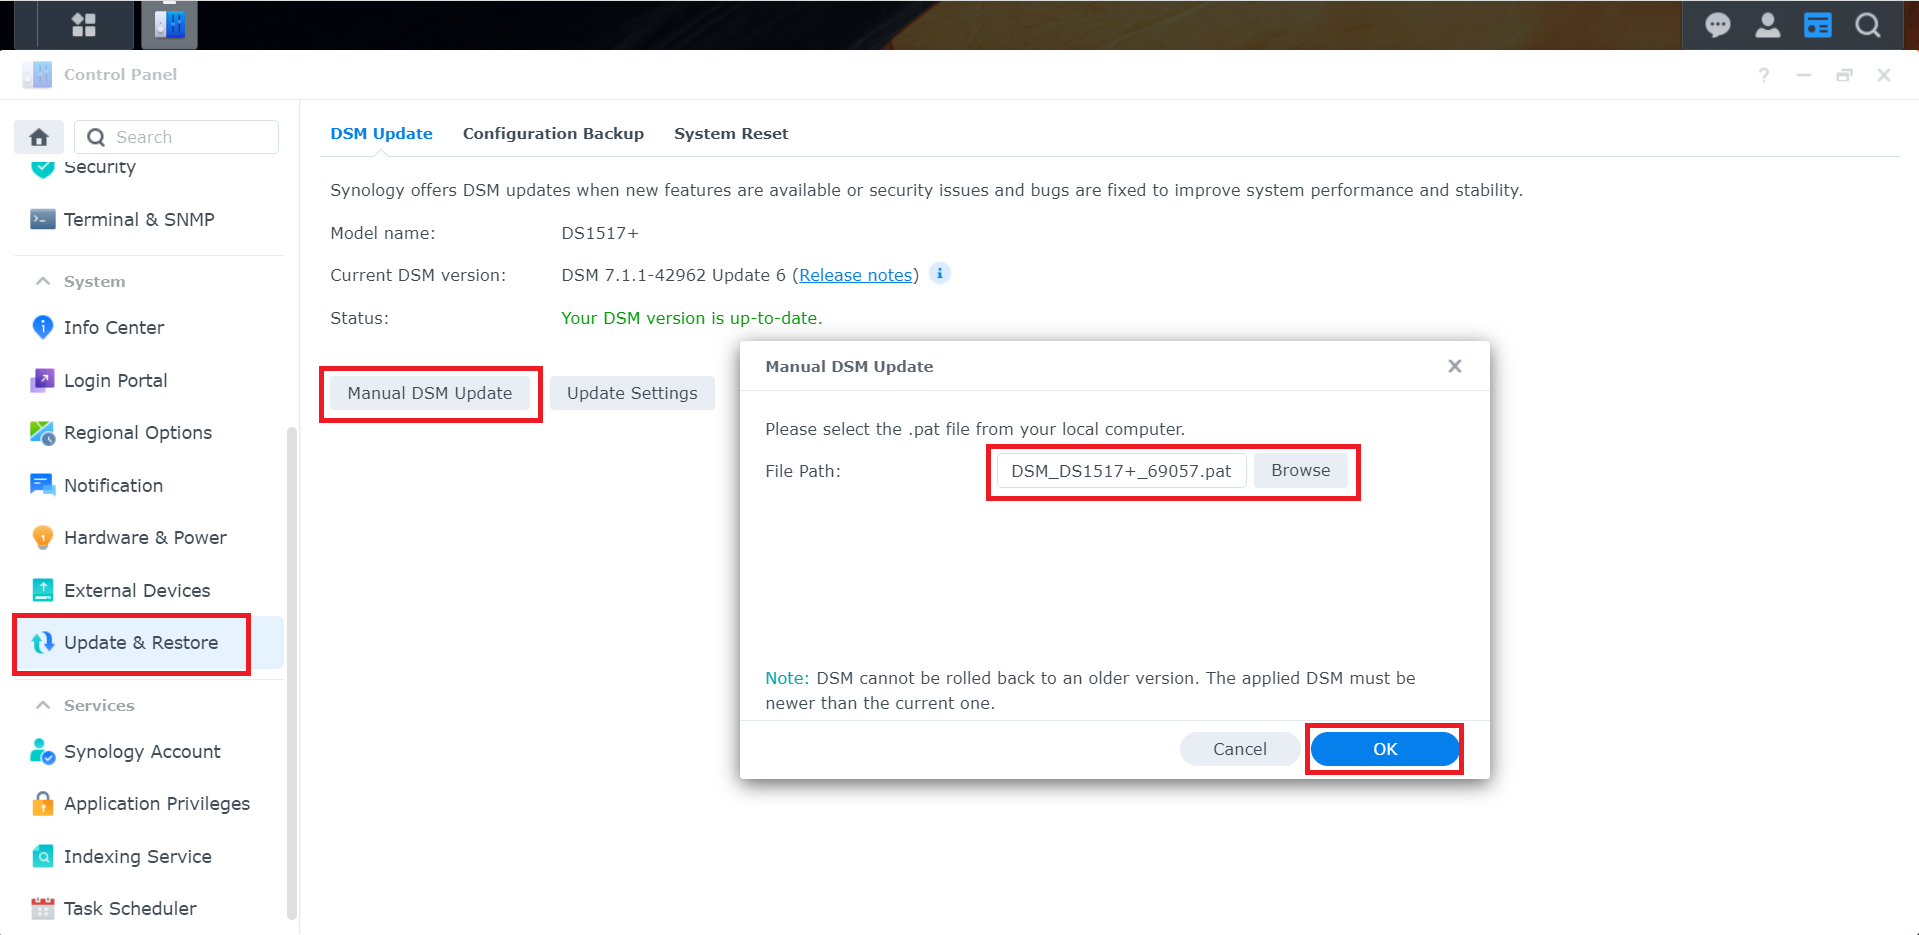 Control Panel
?
Search
Security
Terminal & SNMP
System
Info Center
Login Portal
Regional Options
Notification
Hardware & Power
External Devices
Update & Restore
Services
Synology Account
Application Privileges
Indexing Service
Task Scheduler
DSM Update Configuration Backup System Reset
Synology offers DSM updates when new features are available or security issues and bugs are fixed to improve system performance and stability.
Model name: DS1517+
Current DSM version: DSM 7.1.1-42962 Update 6 (Release notes) i
Status: Your DSM version is up-to-date.
Manual DSM Update Update Settings
Manual DSM Update
Please select the .pat file from your local computer.
File Path: DSM_DS1517+_69057.pat Browse
Note: DSM cannot be rolled back to an older version. The applied DSM must be
newer than the current one.
Cancel OK